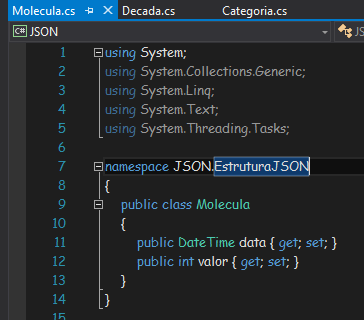 Molecula.cs Decada.cs Categoria.cs
C# JSON JS
1 using System;
2 using System.Collections.Generic;
3 using System.Linq;
4 using System.Text;
5 using System.Threading.Tasks;
6
7 namespace JSON.EstruturaJSON
8 {
9 public class Molecula
10 {
11 public DateTime data { get; set; }
12 public int valor { get; set; }
13 }
14 }
15